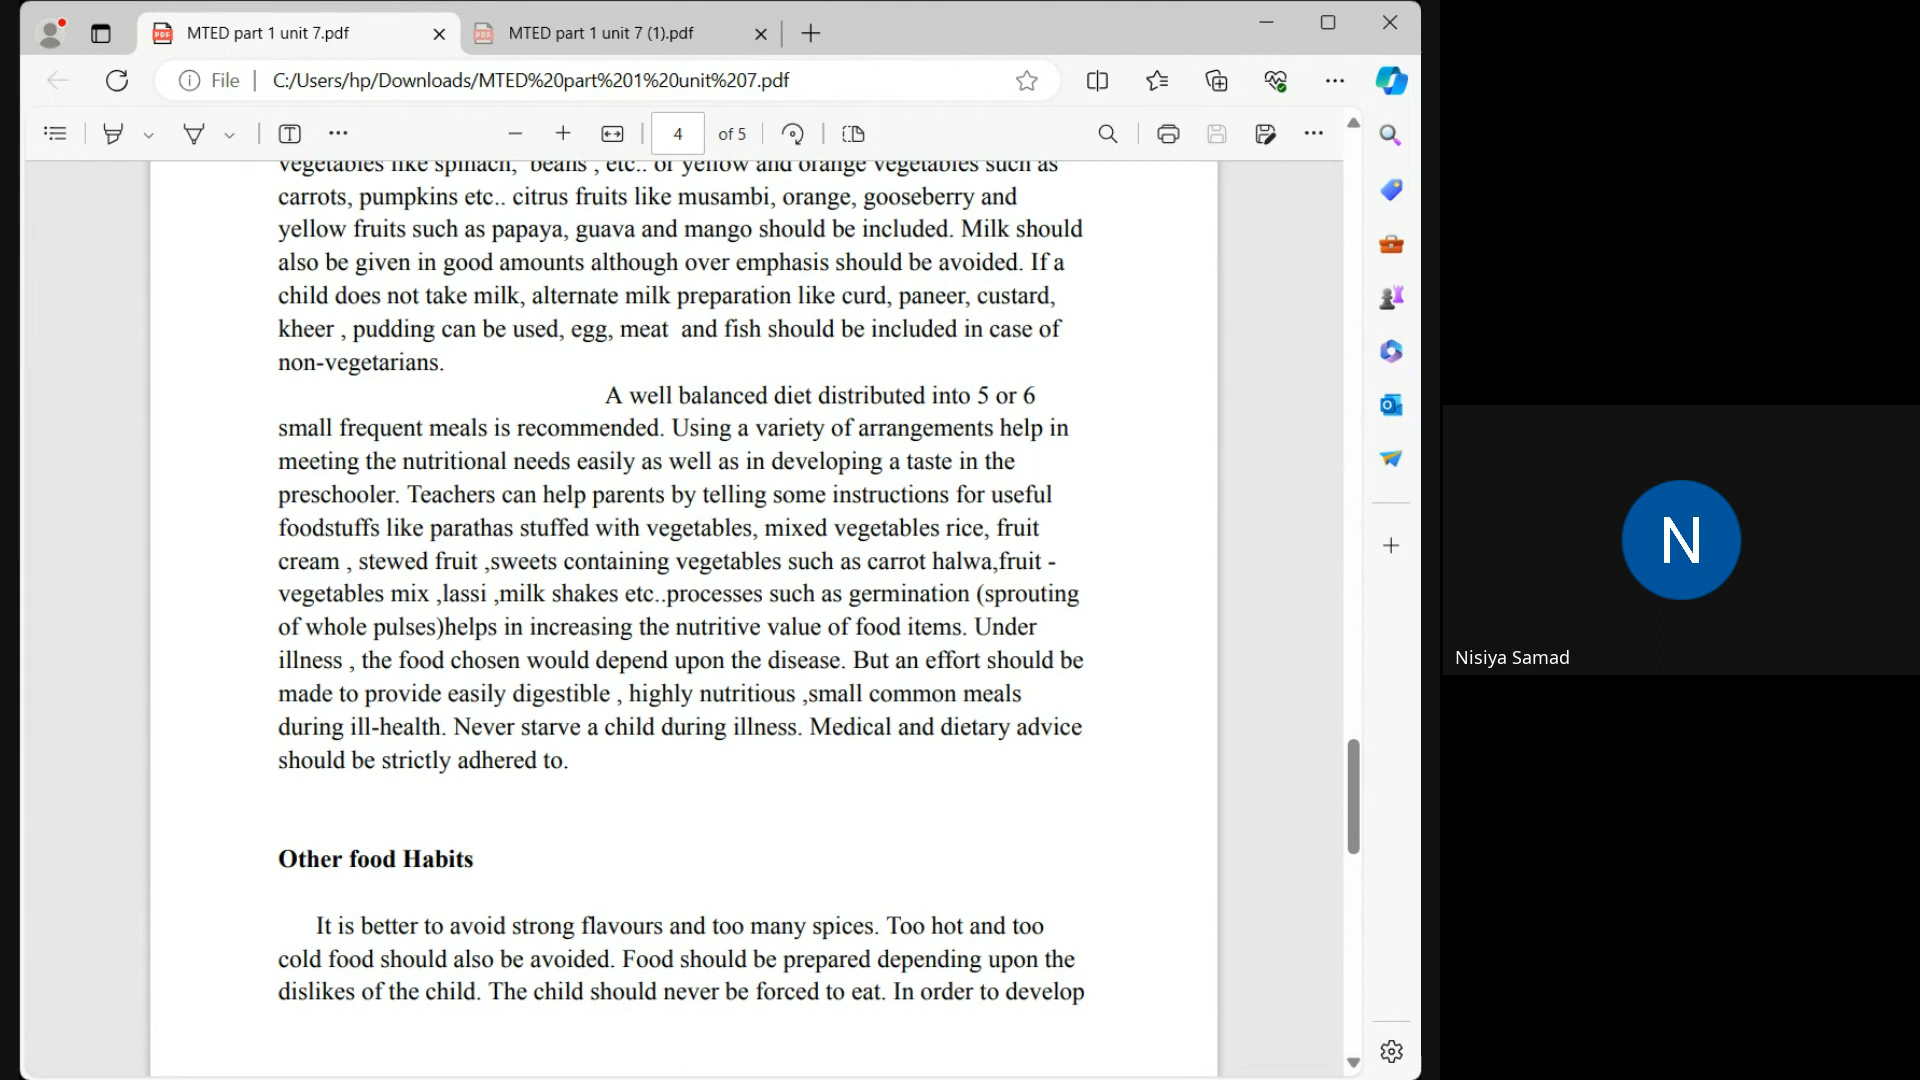 MTED part 1 unit 7.pdf
MTED part 1 unit 7 (1).pdf
File
C:/Users/hp/Downloads/MTED%20part%201%20unit%207.pdf
4 of 5
vegetables like spinach, beans , etc.. or yellow and orange vegetables such as
carrots, pumpkins etc.. citrus fruits like musambi, orange, gooseberry and
yellow fruits such as papaya, guava and mango should be included. Milk should
also be given in good amounts although over emphasis should be avoided. If a
child does not take milk, alternate milk preparation like curd, paneer, custard,
kheer , pudding can be used, egg, meat and fish should be included in case of
non-vegetarians.
A well balanced diet distributed into 5 or 6
small frequent meals is recommended. Using a variety of arrangements help in
meeting the nutritional needs easily as well as in developing a taste in the
preschooler. Teachers can help parents by telling some instructions for useful
foodstuffs like parathas stuffed with vegetables, mixed vegetables rice, fruit
cream , stewed fruit ,sweets containing vegetables such as carrot halwa,fruit -
vegetables mix ,lassi ,milk shakes etc..processes such as germination (sprouting
of whole pulses)helps in increasing the nutritive value of food items. Under
illness , the food chosen would depend upon the disease. But an effort should be
made to provide easily digestible , highly nutritious ,small common meals
during ill-health. Never starve a child during illness. Medical and dietary advice
should be strictly adhered to.
Other food Habits
It is better to avoid strong flavours and too many spices. Too hot and too
cold food should also be avoided. Food should be prepared depending upon the
dislikes of the child. The child should never be forced to eat. In order to develop
N
Nisiya Samad